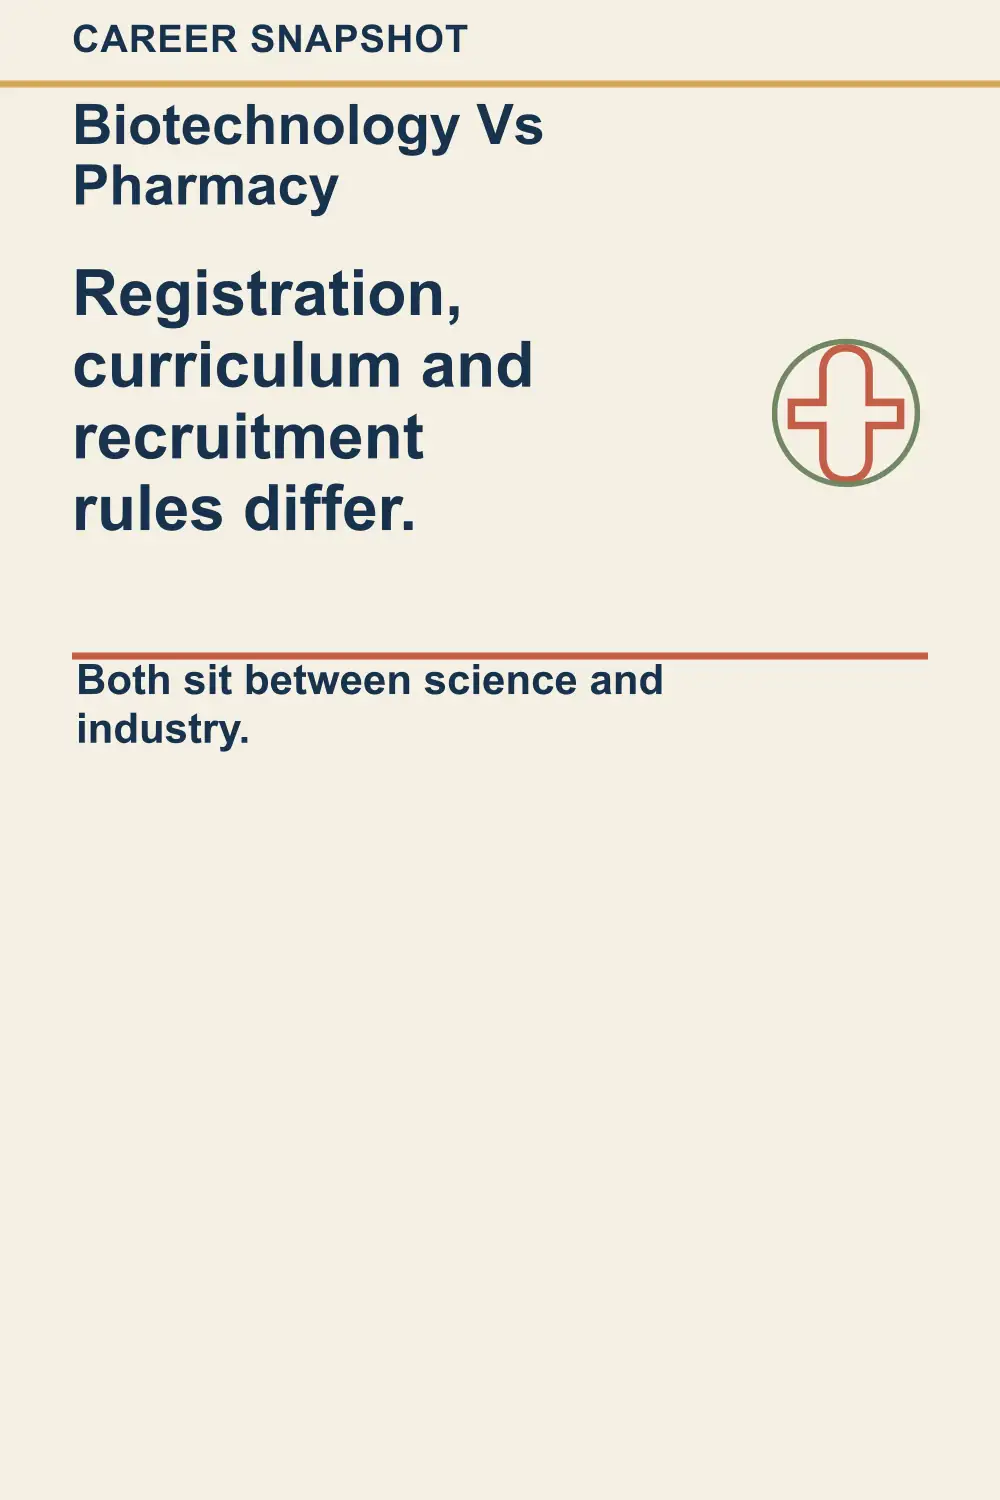 CAREER SNAPSHOT
Biotechnology Vs
Pharmacy
Registration,
curriculum and
recruitment
rules differ.
Both sit between science and
industry.